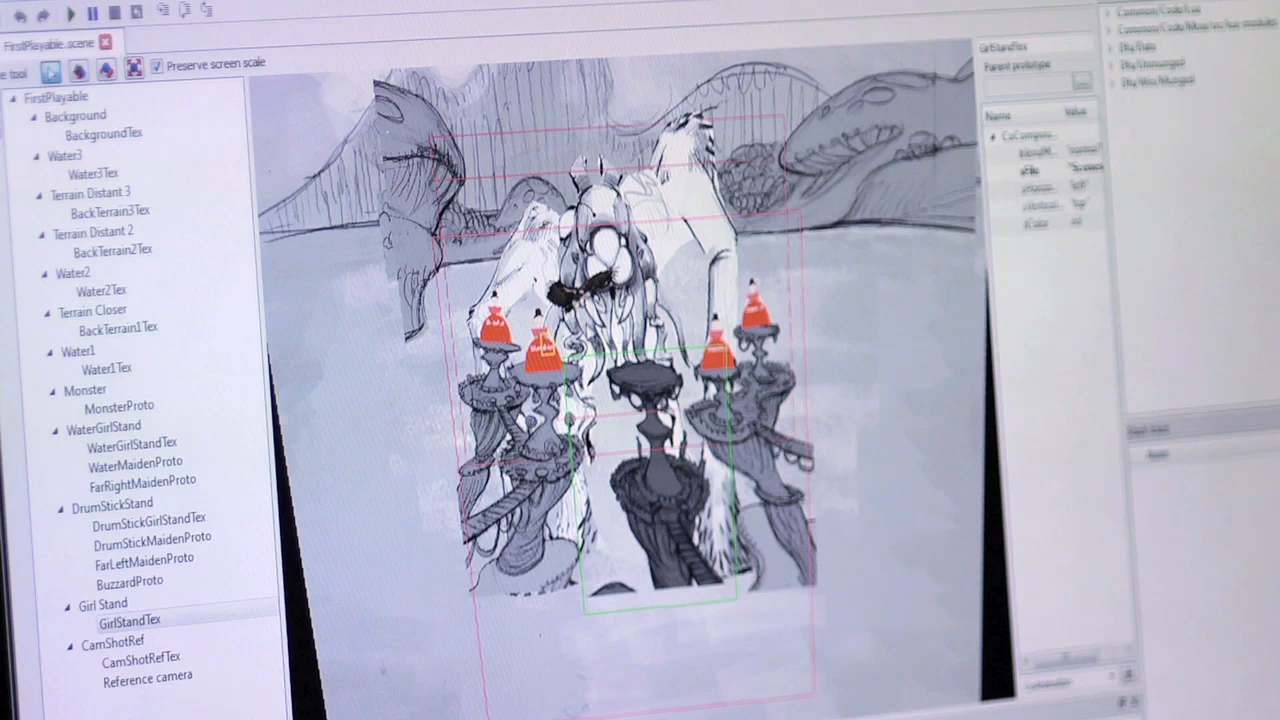 FirstPlayable.scene
e tool
Preserve screen scale
FirstPlayable
Background
BackgroundTex
Water3
Water3Tex
Terrain Distant 3
BackTerrain3Tex
Terrain Distant 2
BackTerrain2Tex
Water2
Water2Tex
Terrain Closer
BackTerrain1Tex
Water1
Water1Tex
Monster
MonsterProto
WaterGirlStand
WaterGirlStandTex
WaterMaidenProto
FarRightMaidenProto
DrumStickStand
DrumStickGirlStandTex
DrumStickMaidenProto
FarLeftMaidenProto
BuzzardProto
Girl Stand
GirlStandTex
CamShotRef
CamShotRefTex
Reference camera
GirlStandTex
Parent prototype
Name
Value